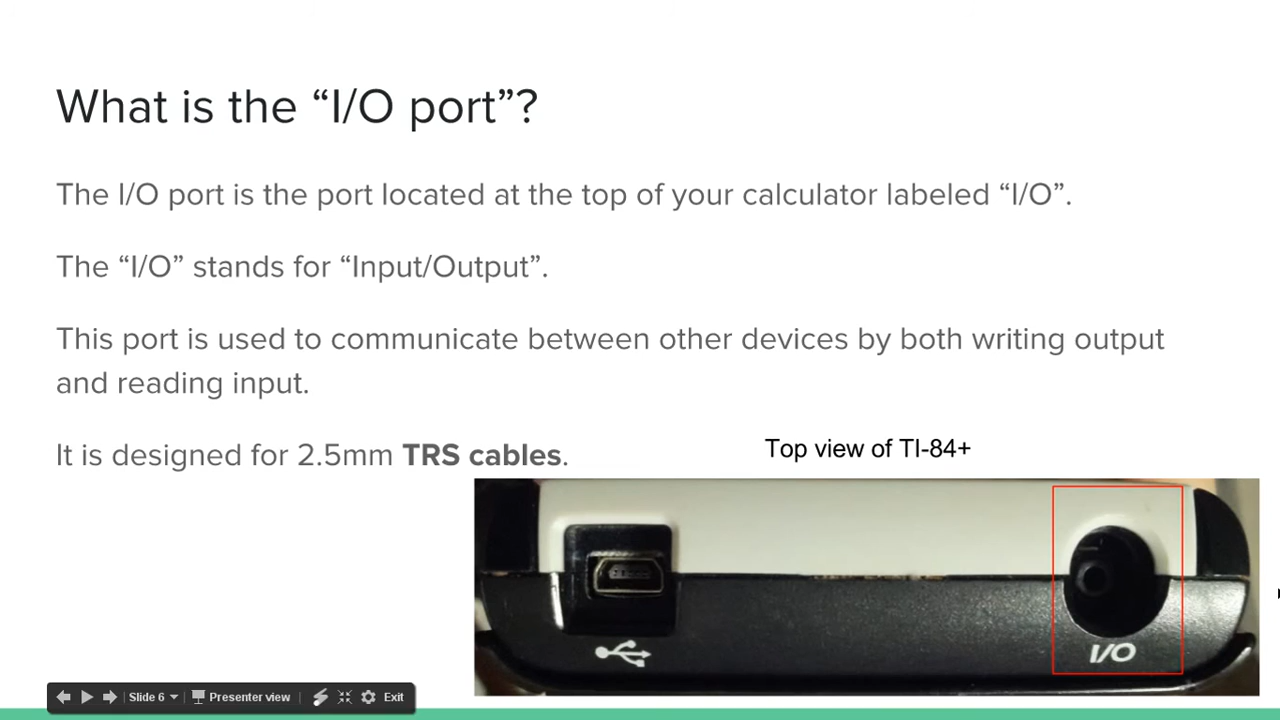 What is the “I/O port”?
The I/O port is the port located at the top of your calculator labeled “I/O”.
The “I/O” stands for “Input/Output”.
This port is used to communicate between other devices by both writing output
and reading input.
It is designed for 2.5mm TRS cables.
Top view of TI-84+
I/O
Slide 6
Presenter view
Exit